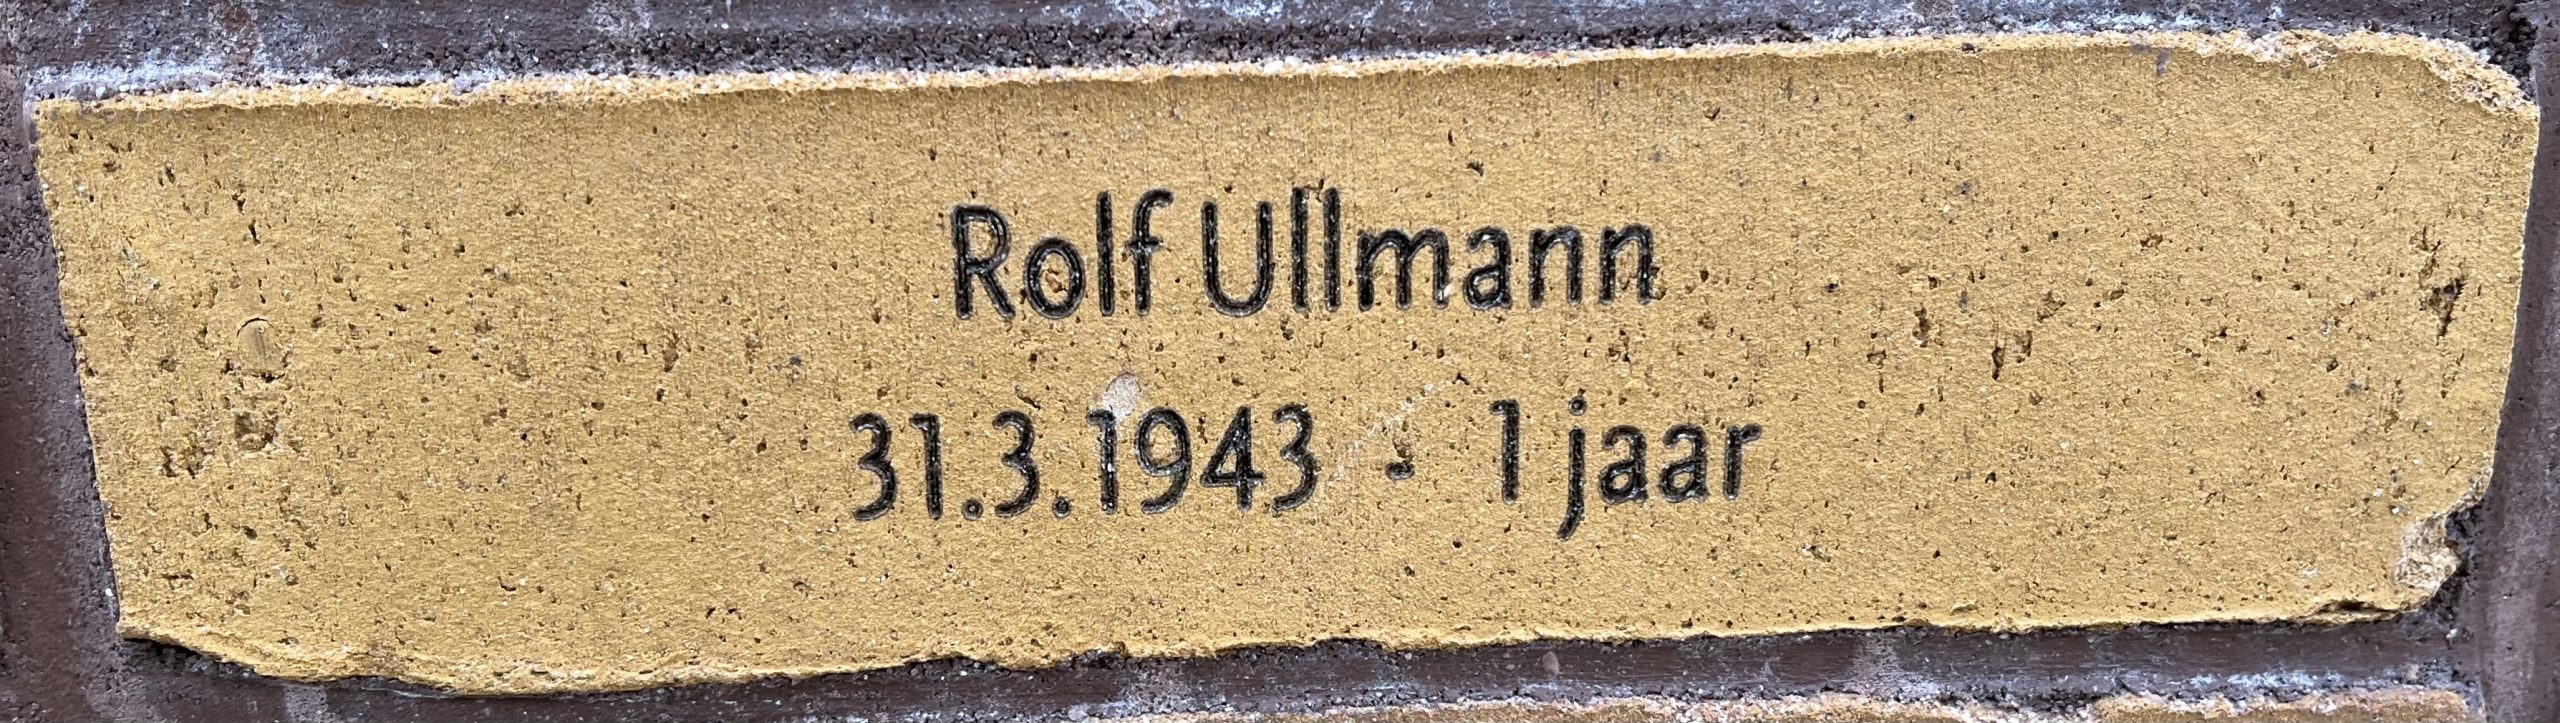 Rolf Ullmann
31.3.1943 - 1 jaar